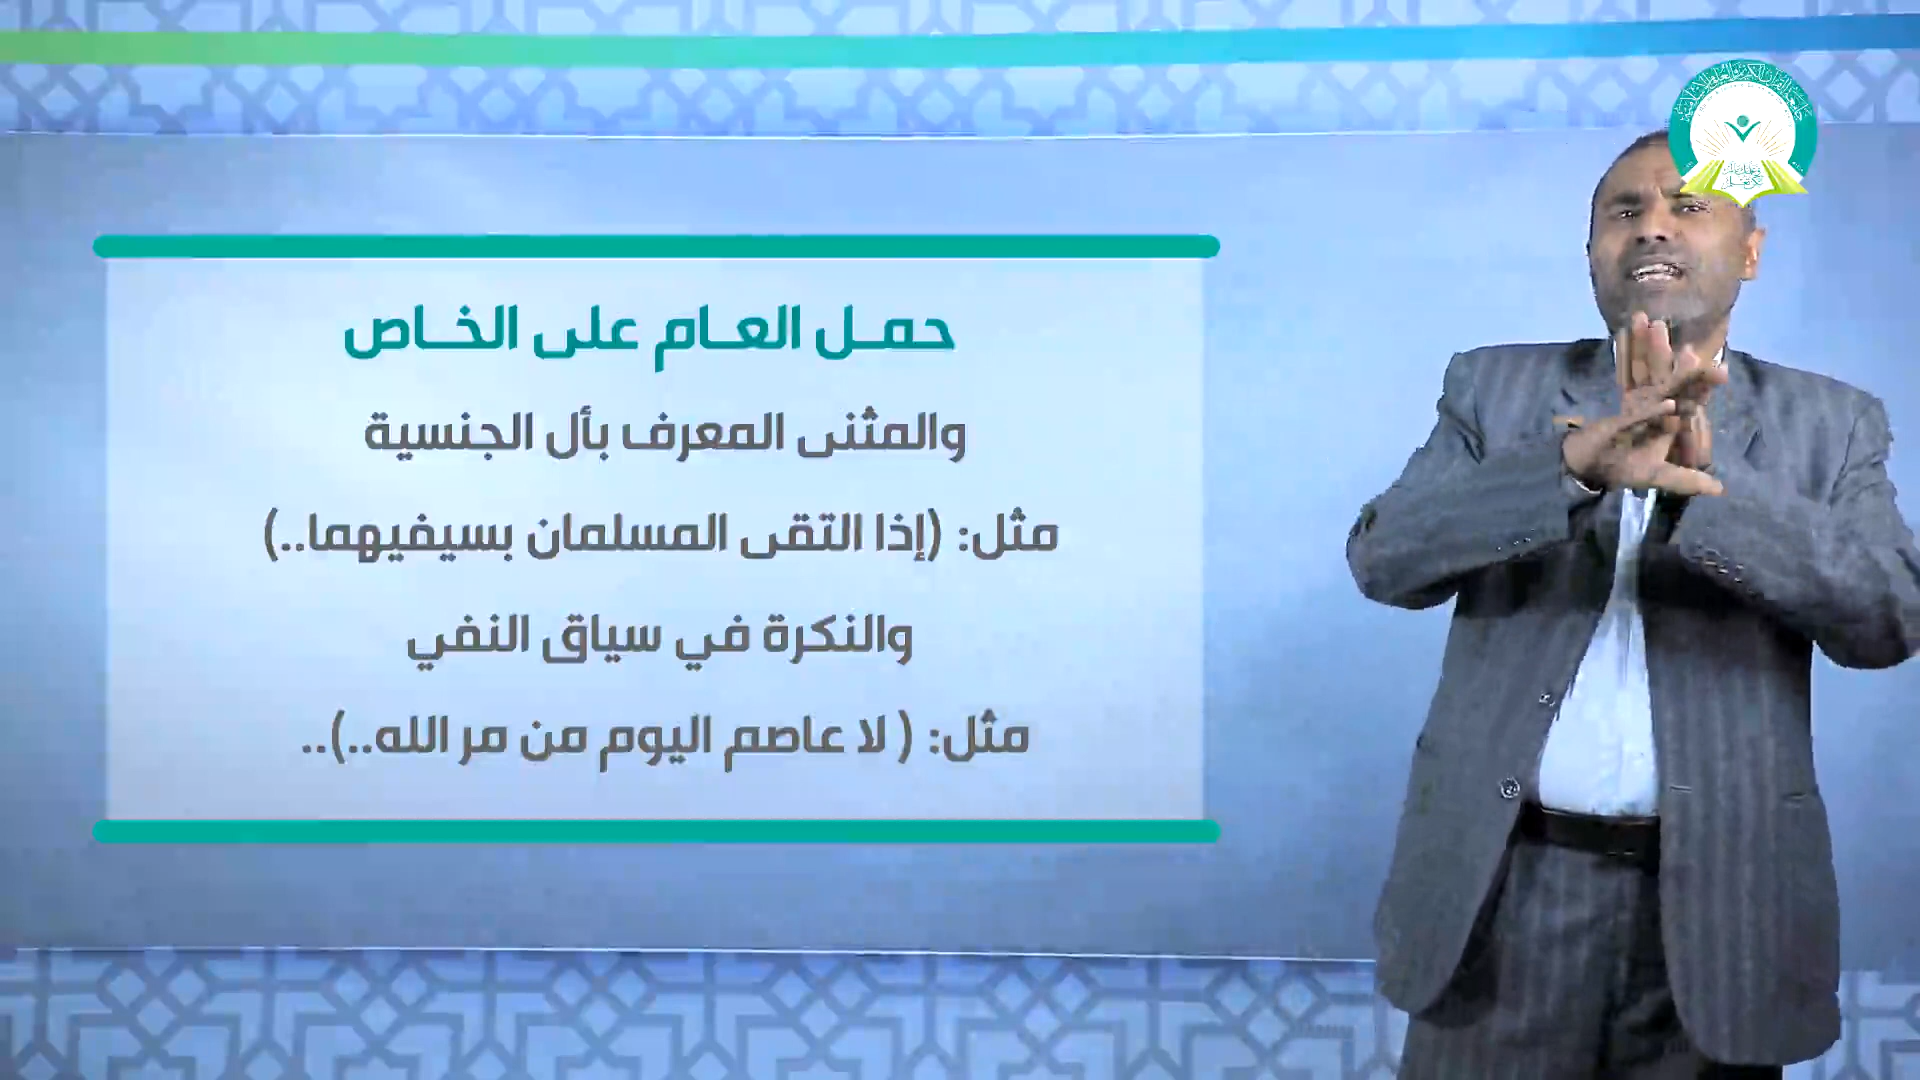 حمل العام على الخاص
والمثنى المعرف بأل الجنسية
مثل: (إذا التقى المسلمان بسيفيهما..)
والنكرة في سياق النفي
مثل: ( لا عاصم اليوم من مر الله..)..